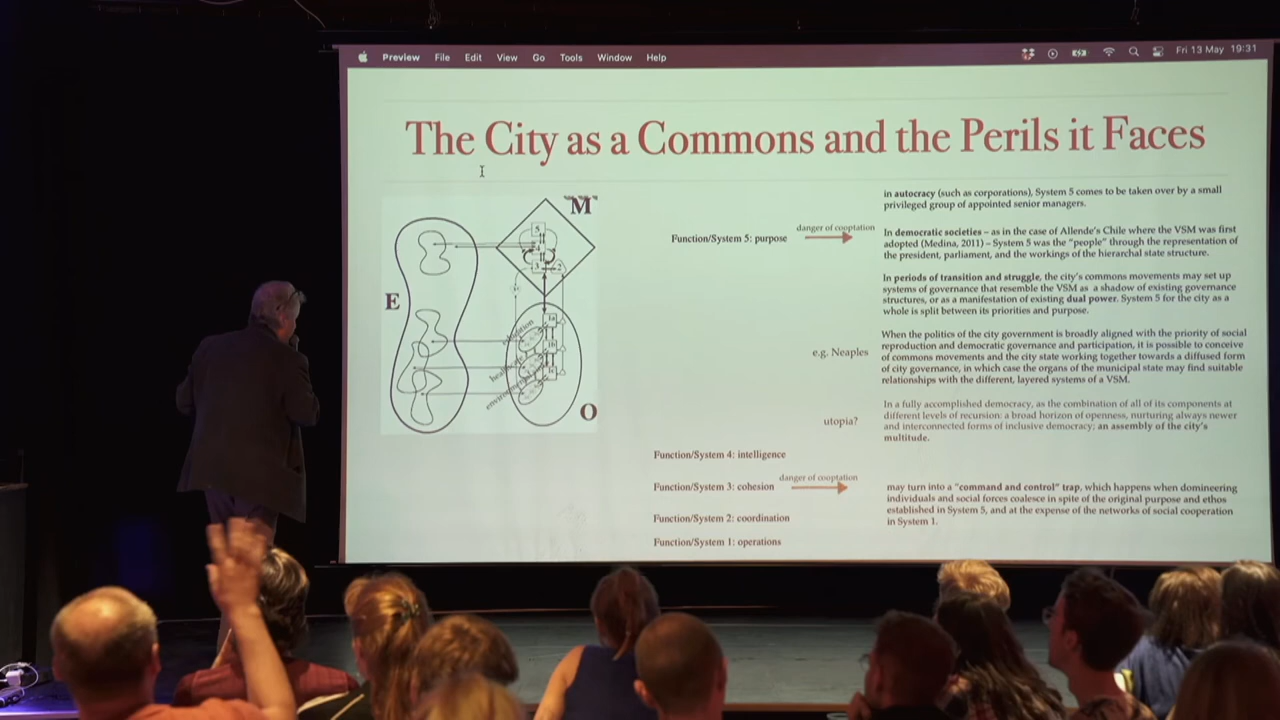 Preview File Edit View Go Tools Window Help
Fri 13 May 19:31
The City as a Commons and the Perils it Faces
"M"
E
O
5
3
2
1a
1b
1c
education
health
Function/System 5: purpose
danger of cooptation
in autocracy (such as corporations), System 5 comes to be taken over by a small
privileged group of appointed senior managers.
In democratic societies – as in the case of Allende's Chile where the VSM was first
adopted (Medina, 2011) – System 5 was the "people" through the representation of
the president, parliament, and the workings of the hierarchal state structure.
In periods of transition and struggle, the city's commons movements may set up
systems of governance that resemble the VSM as a shadow of existing governance
structures, or as a manifestation of existing dual power. System 5 for the city as a
whole is split between its priorities and purpose.
e.g. Neaples
When the politics of the city government is broadly aligned with the priority of social
reproduction and democratic governance and participation, it is possible to conceive
of commons movements and the city state working together towards a diffused form
of city governance, in which case the organs of the municipal state may find suitable
relationships with the different, layered systems of a VSM.
utopia?
In a fully accomplished democracy, as the combination of all of its components at
different levels of recursion: a broad horizon of openness, nurturing always newer
and interconnected forms of inclusive democracy; an assembly of the city's
multitude.
Function/System 4: intelligence
Function/System 3: cohesion
danger of cooptation
may turn into a "command and control" trap, which happens when domineering
individuals and social forces coalesce in spite of the original purpose and ethos
established in System 5, and at the expense of the networks of social cooperation
in System 1.
Function/System 2: coordination
Function/System 1: operations